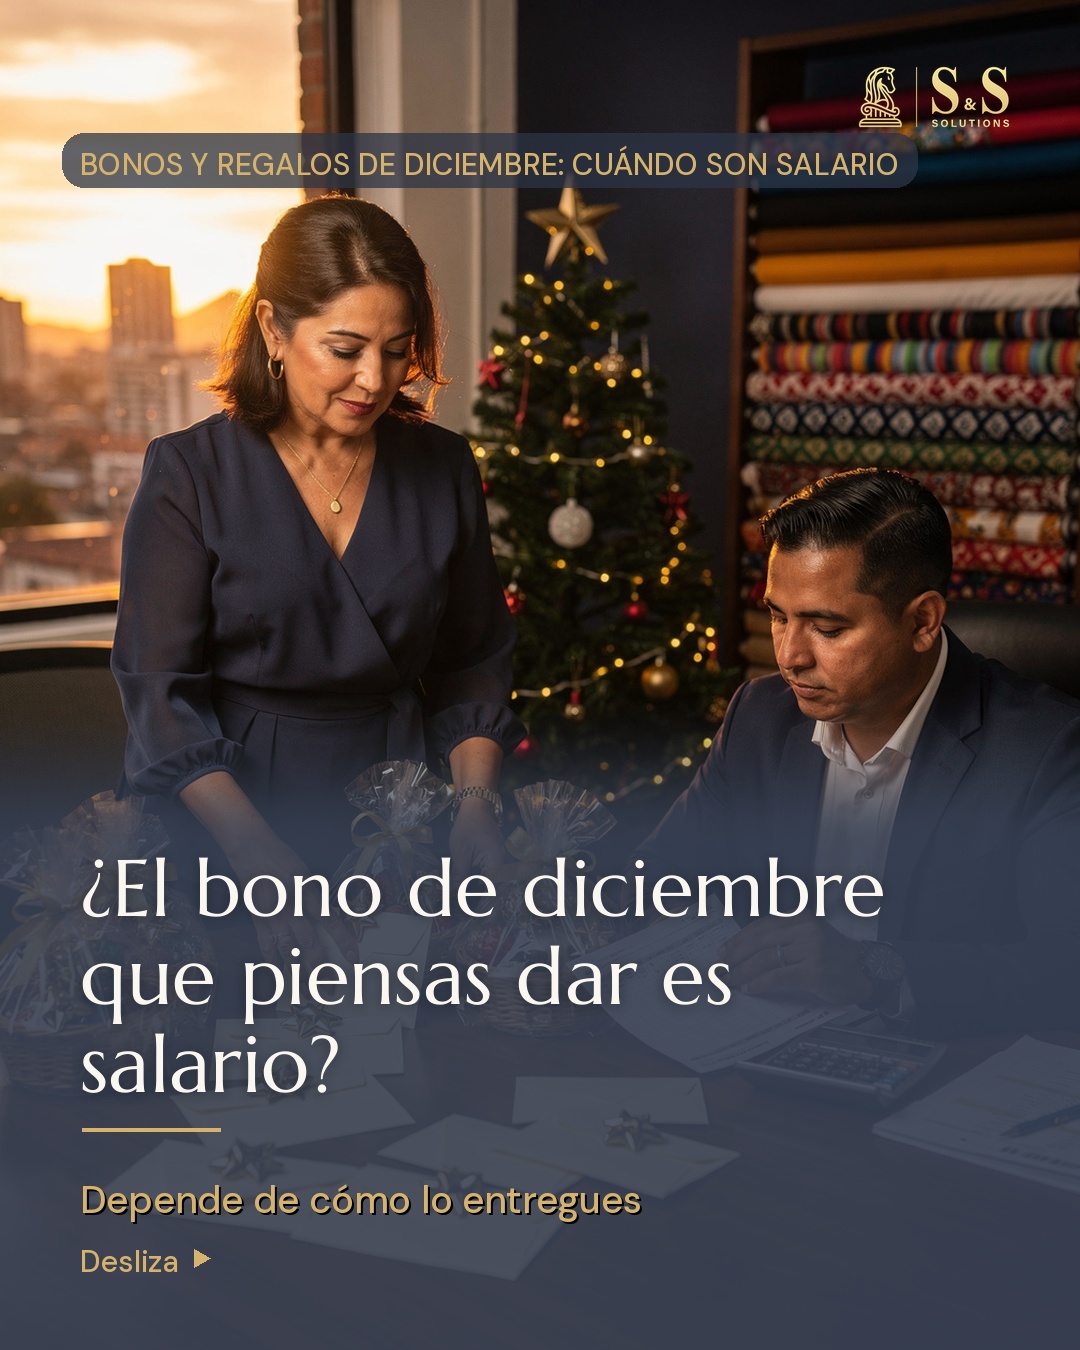 S&S
SOLUTIONS
BONOS Y REGALOS DE DICIEMBRE: CUÁNDO SON SALARIO
¿El bono de diciembre
que piensas dar es
salario?
Depende de cómo lo entregues
Desliza